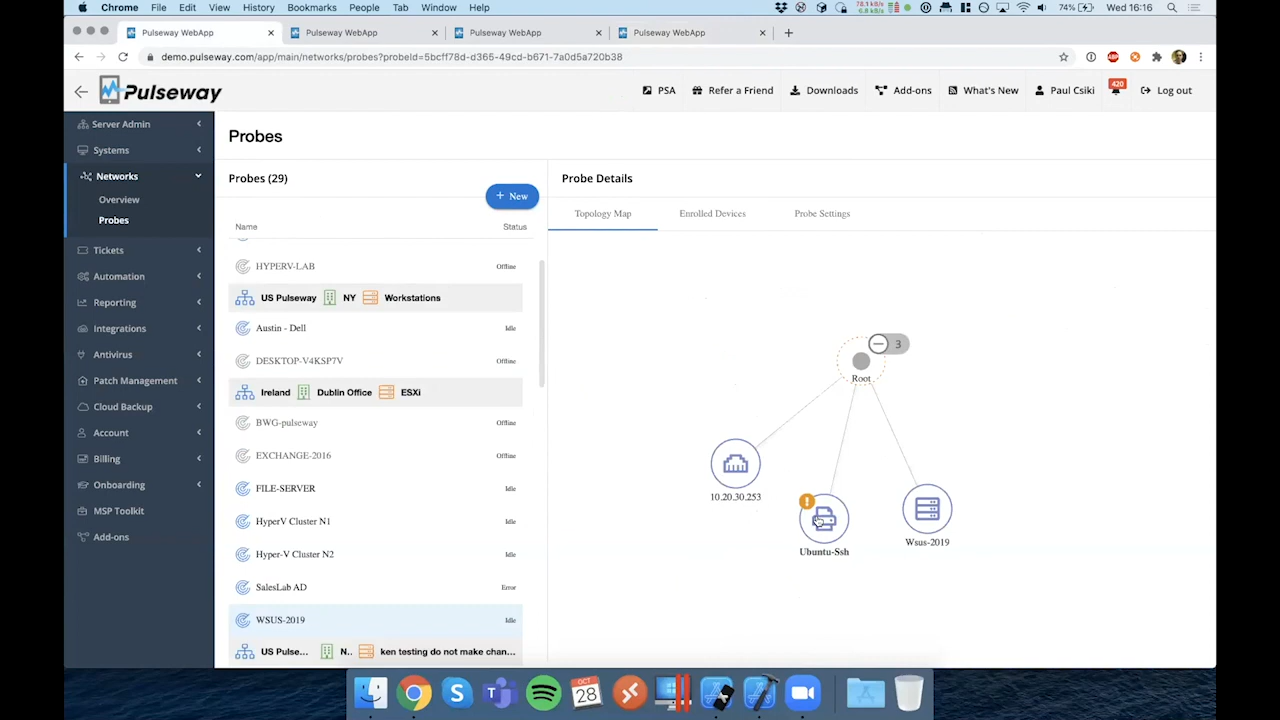 Chrome File Edit View History Bookmarks People Tab Window Help 78.1 kB/s 6.8 kB/s 74% Wed 16:16
Pulseway WebApp Pulseway WebApp Pulseway WebApp Pulseway WebApp
demo.pulseway.com/app/main/networks/probes?probeId=5bcff78d-d365-49cd-b671-7a0d5a720b38
Pulseway PSA Refer a Friend Downloads Add-ons What's New Paul Csiki 420 Log out
Server Admin
Systems
Networks
Overview
Probes
Tickets
Automation
Reporting
Integrations
Antivirus
Patch Management
Cloud Backup
Account
Billing
Onboarding
MSP Toolkit
Add-ons
Probes
Probes (29)
+ New
Name Status
HYPERV-LAB Offline
US Pulseway NY Workstations
Austin - Dell Idle
DESKTOP-V4KSP7V Offline
Ireland Dublin Office ESXi
BWG-pulseway Offline
EXCHANGE-2016 Offline
FILE-SERVER Idle
HyperV Cluster N1 Idle
Hyper-V Cluster N2 Idle
SalesLab AD Error
WSUS-2019 Idle
US Pulse... N.. ken testing do not make chan...
Probe Details
Topology Map Enrolled Devices Probe Settings
3
Root
10.20.30.253
Ubuntu-Ssh
Wsus-2019
OCT
28